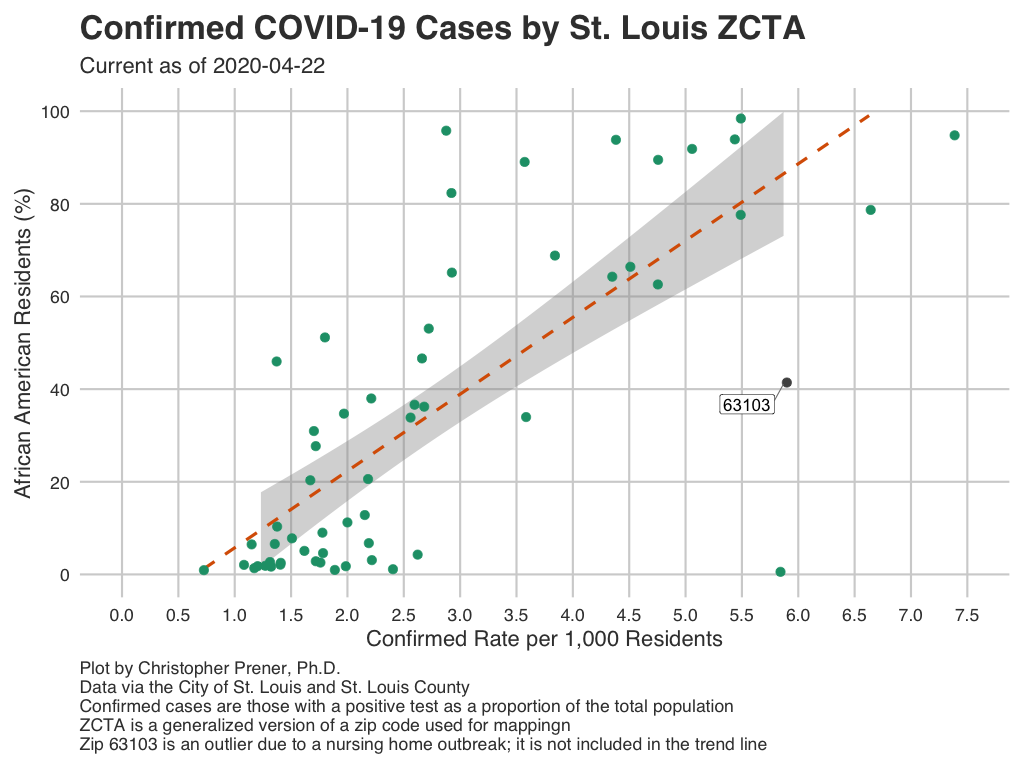 Confirmed COVID-19 Cases by St. Louis ZCTA
Current as of 2020-04-22
African American Residents (%)
100
80
60
40
20
0
63103
0.0 0.5 1.0 1.5 2.0 2.5 3.0 3.5 4.0 4.5 5.0 5.5 6.0 6.5 7.0 7.5
Confirmed Rate per 1,000 Residents
Plot by Christopher Prener, Ph.D.
Data via the City of St. Louis and St. Louis County
Confirmed cases are those with a positive test as a proportion of the total population
ZCTA is a generalized version of a zip code used for mappingn
Zip 63103 is an outlier due to a nursing home outbreak; it is not included in the trend line